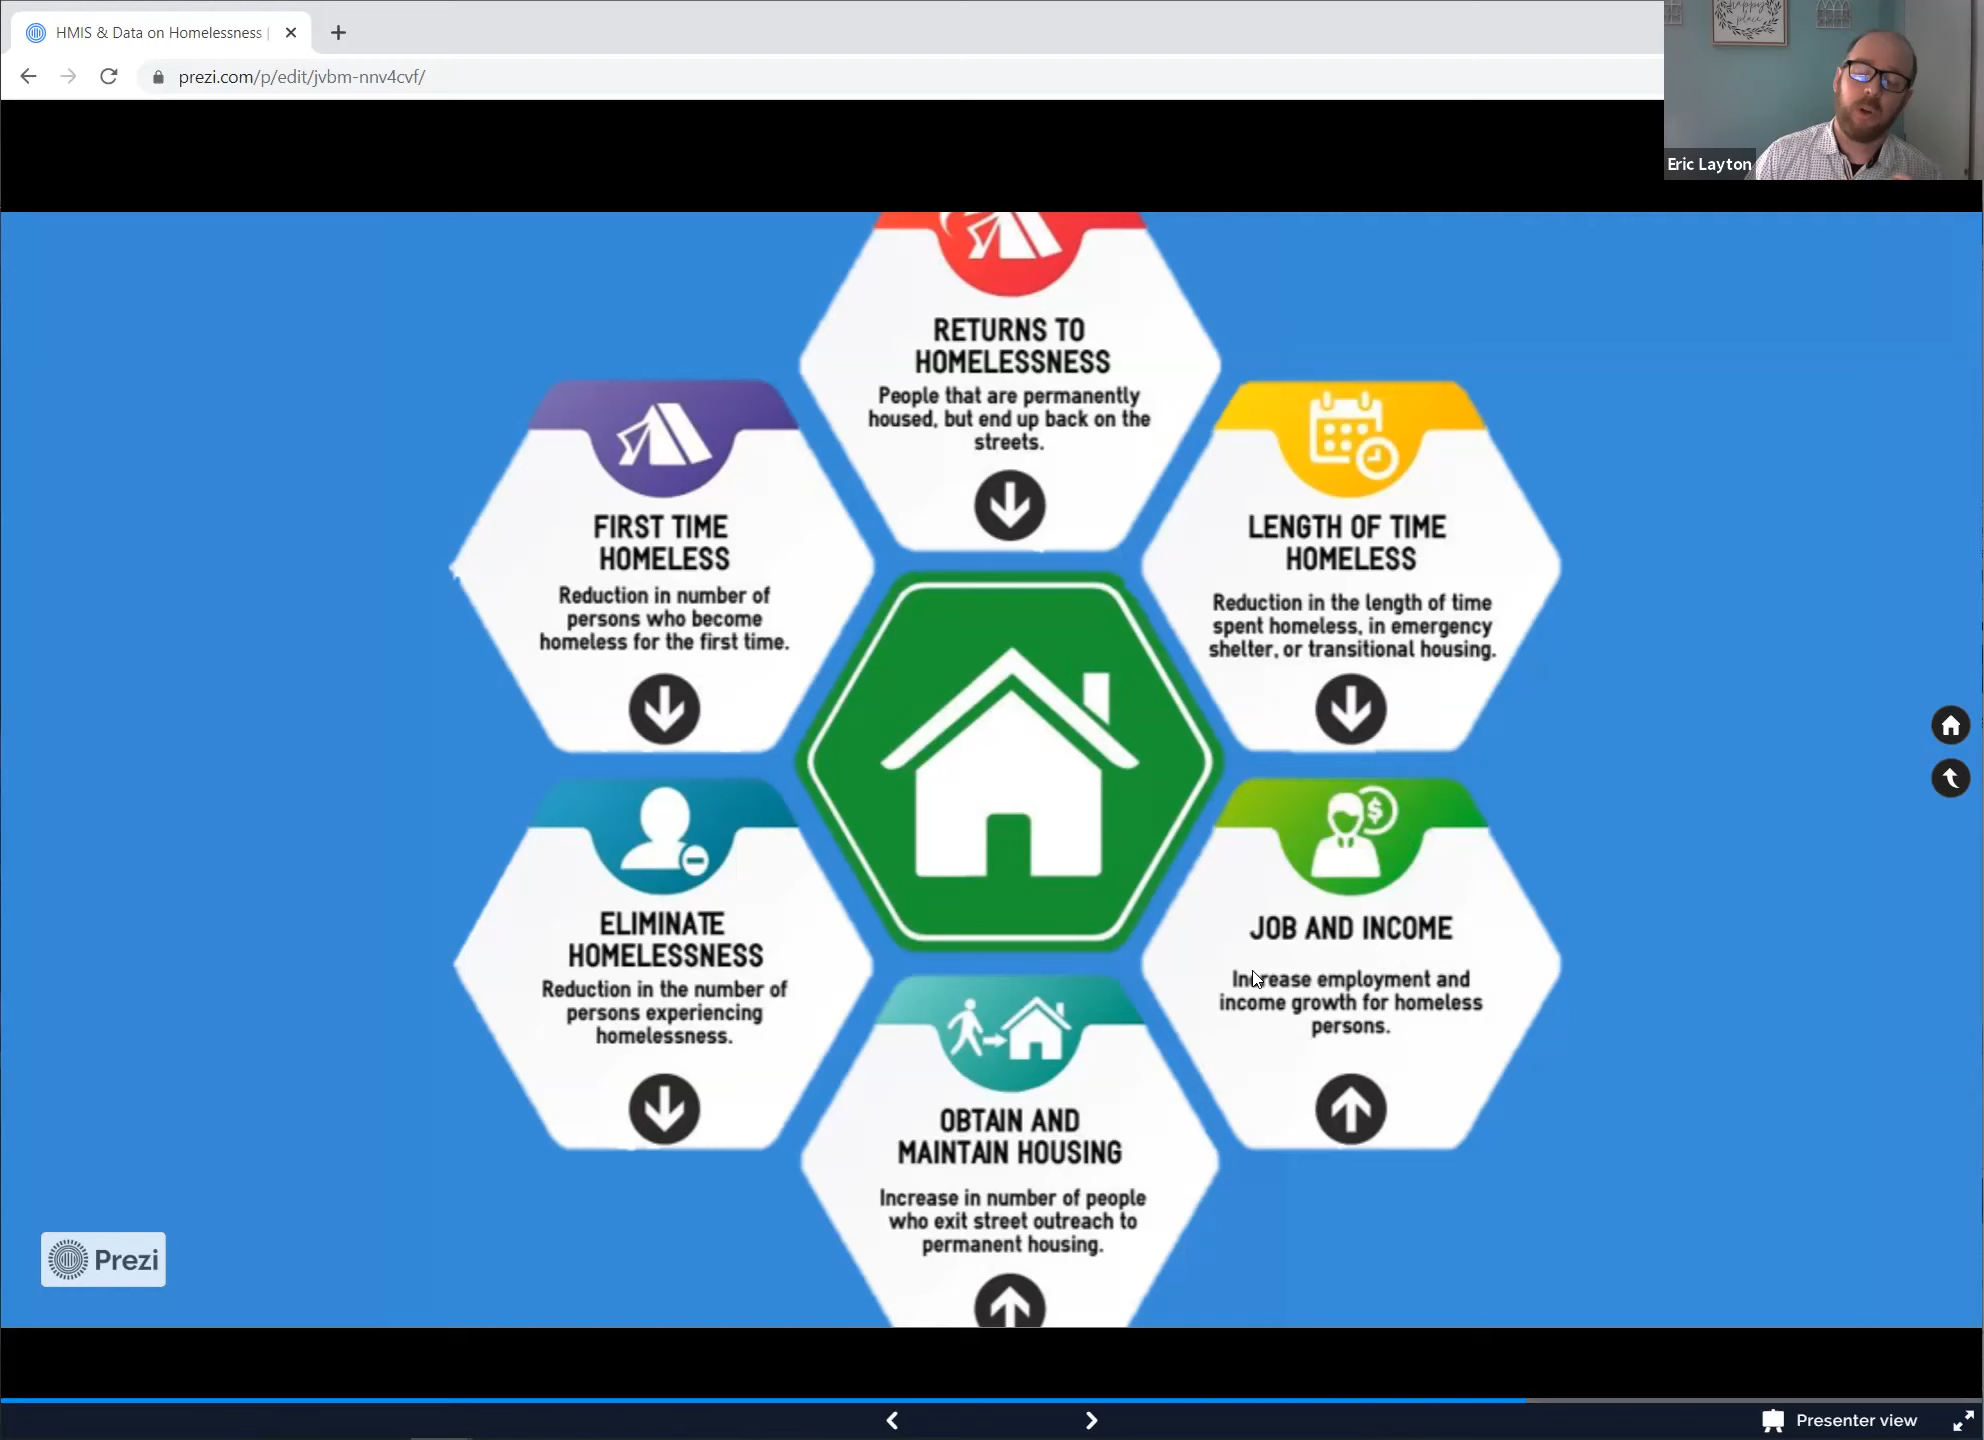 HMIS & Data on Homelessness |
prezi.com/p/edit/jvbm-nnv4cvf/
happy
place
Eric Layton
RETURNS TO
HOMELESSNESS
People that are permanently
housed, but end up back on the
streets.
FIRST TIME
HOMELESS
Reduction in number of
persons who become
homeless for the first time.
LENGTH OF TIME
HOMELESS
Reduction in the length of time
spent homeless, in emergency
shelter, or transitional housing.
ELIMINATE
HOMELESSNESS
Reduction in the number of
persons experiencing
homelessness.
JOB AND INCOME
Increase employment and
income growth for homeless
persons.
$
OBTAIN AND
MAINTAIN HOUSING
Increase in number of people
who exit street outreach to
permanent housing.
Prezi
Presenter view